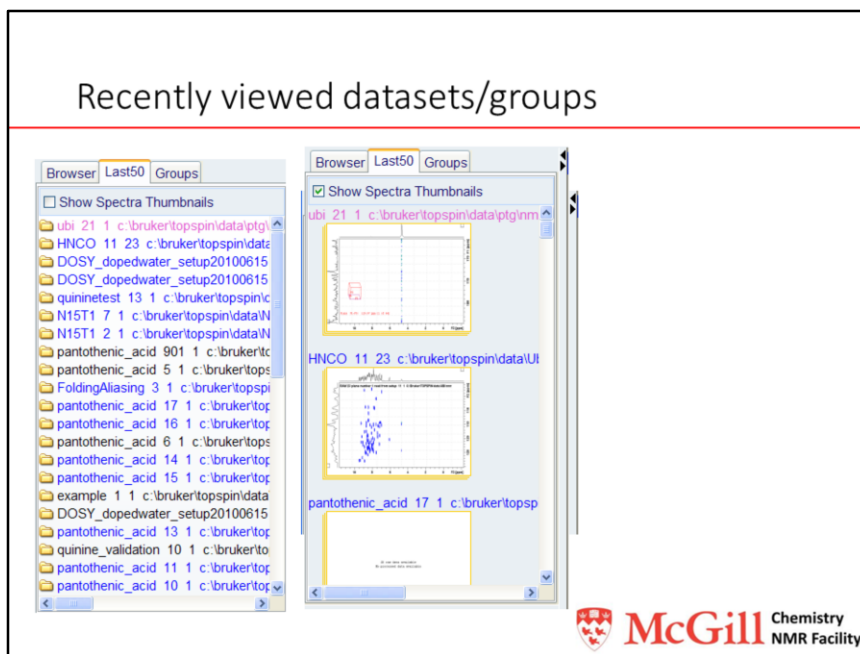 Recently viewed datasets/groups
Browser Last50 Groups
Show Spectra Thumbnails
ubi 21 1 c:\bruker\topspin\data\ptg\
HNCO 11 23 c:\bruker\topspin\data
DOSY_dopedwater_setup20100615
DOSY_dopedwater_setup20100615
quininetest 13 1 c:\bruker\topspin\
N15T1 7 1 c:\bruker\topspin\data\N
N15T1 2 1 c:\bruker\topspin\data\N
pantothenic_acid 901 1 c:\bruker\
pantothenic_acid 5 1 c:\bruker\tops
FoldingAliasing 3 1 c:\bruker\topspi
pantothenic_acid 17 1 c:\bruker\top
pantothenic_acid 16 1 c:\bruker\top
pantothenic_acid 6 1 c:\bruker\tops
pantothenic_acid 14 1 c:\bruker\top
pantothenic_acid 15 1 c:\bruker\top
example 1 1 c:\bruker\topspin\data
DOSY_dopedwater_setup20100615
pantothenic_acid 13 1 c:\bruker\top
quinine_validation 10 1 c:\bruker\to
pantothenic_acid 11 1 c:\bruker\top
pantothenic_acid 10 1 c:\bruker\top
Browser Last50 Groups
Show Spectra Thumbnails
ubi 21 1 c:\bruker\topspin\data\ptg\nm
HNCO 11 23 c:\bruker\topspin\data\Ub
pantothenic_acid 17 1 c:\bruker\topsp
McGill Chemistry
NMR Facility